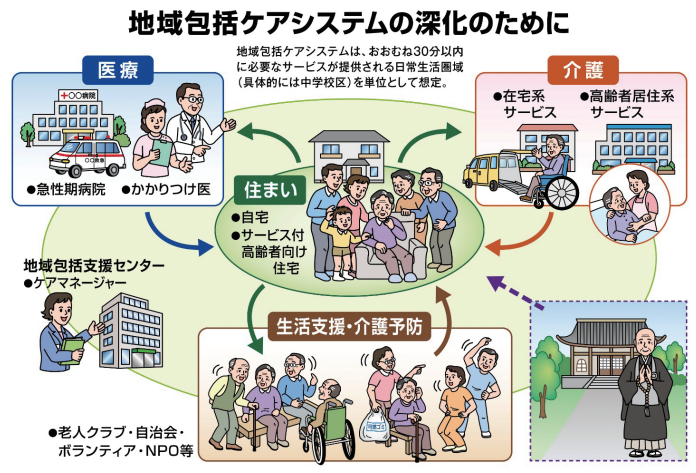 地域包括ケアシステムの深化のために
地域包括ケアシステムは、おおむね30分以内
に必要なサービスが提供される日常生活圏域
（具体的には中学校区）を単位として想定。
医療
○○病院
○○病院
●急性期病院
●かかりつけ医
介護
●在宅系
サービス
●高齢者居住系
サービス
住まい
●自宅
●サービス付
高齢者向け
住宅
地域包括支援センター
●ケアマネージャー
生活支援・介護予防
可燃ゴミ
●老人クラブ・自治会・
ボランティア・NPO等